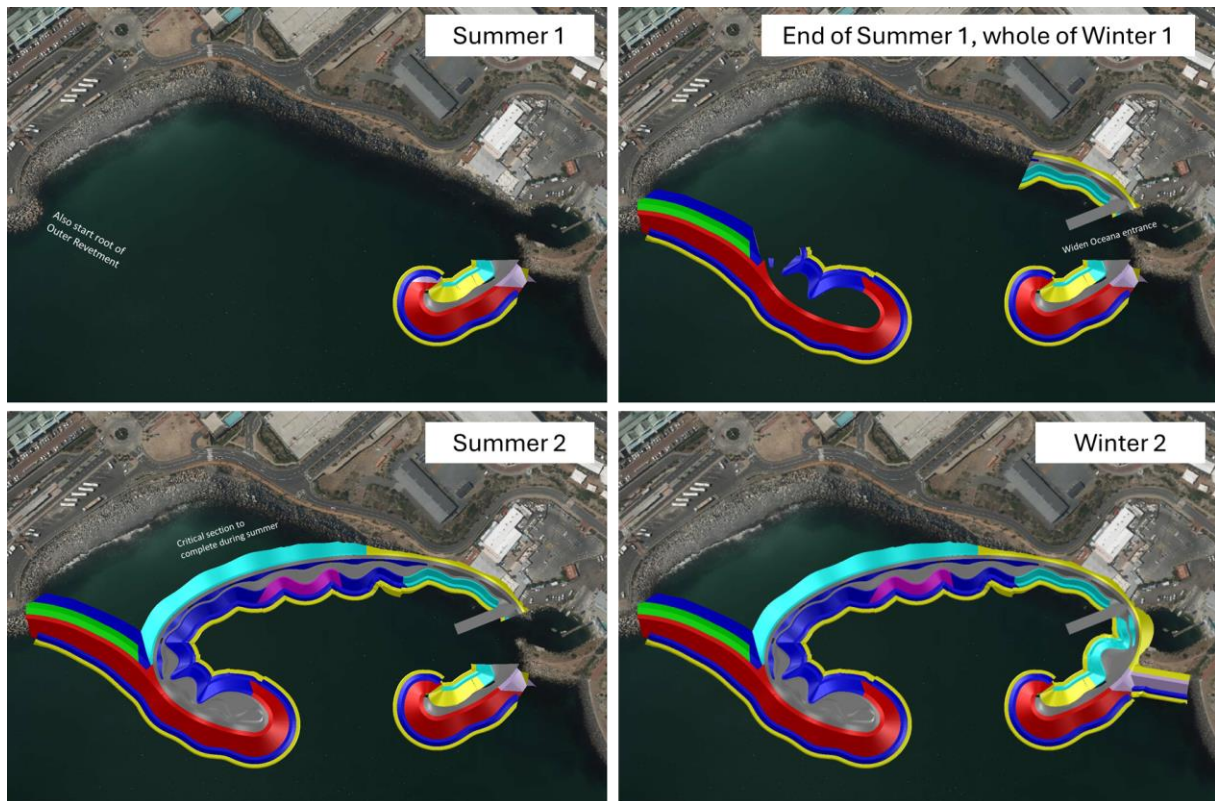 Summer 1
Also start root of
Outer Revetment
End of Summer 1, whole of Winter 1
Widen Oceana entrance
Summer 2
Critical section to
complete during summer
Winter 2